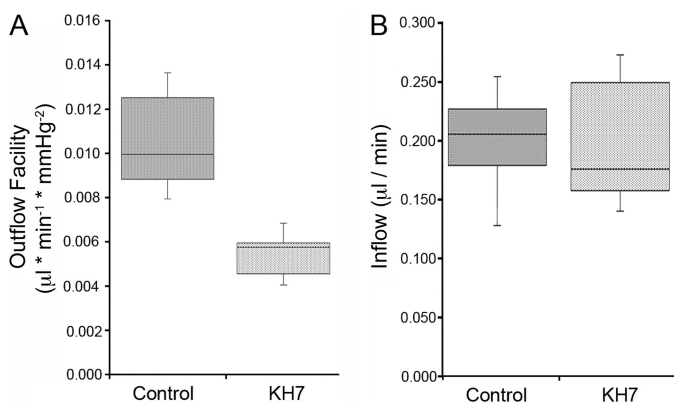 A
Outflow Facility
(µl * min⁻¹ * mmHg⁻²)
0.016
0.014
0.012
0.010
0.008
0.006
0.004
0.002
0.000
Control
KH7
B
Inflow (µl / min)
0.300
0.250
0.200
0.150
0.100
0.050
0.000
Control
KH7